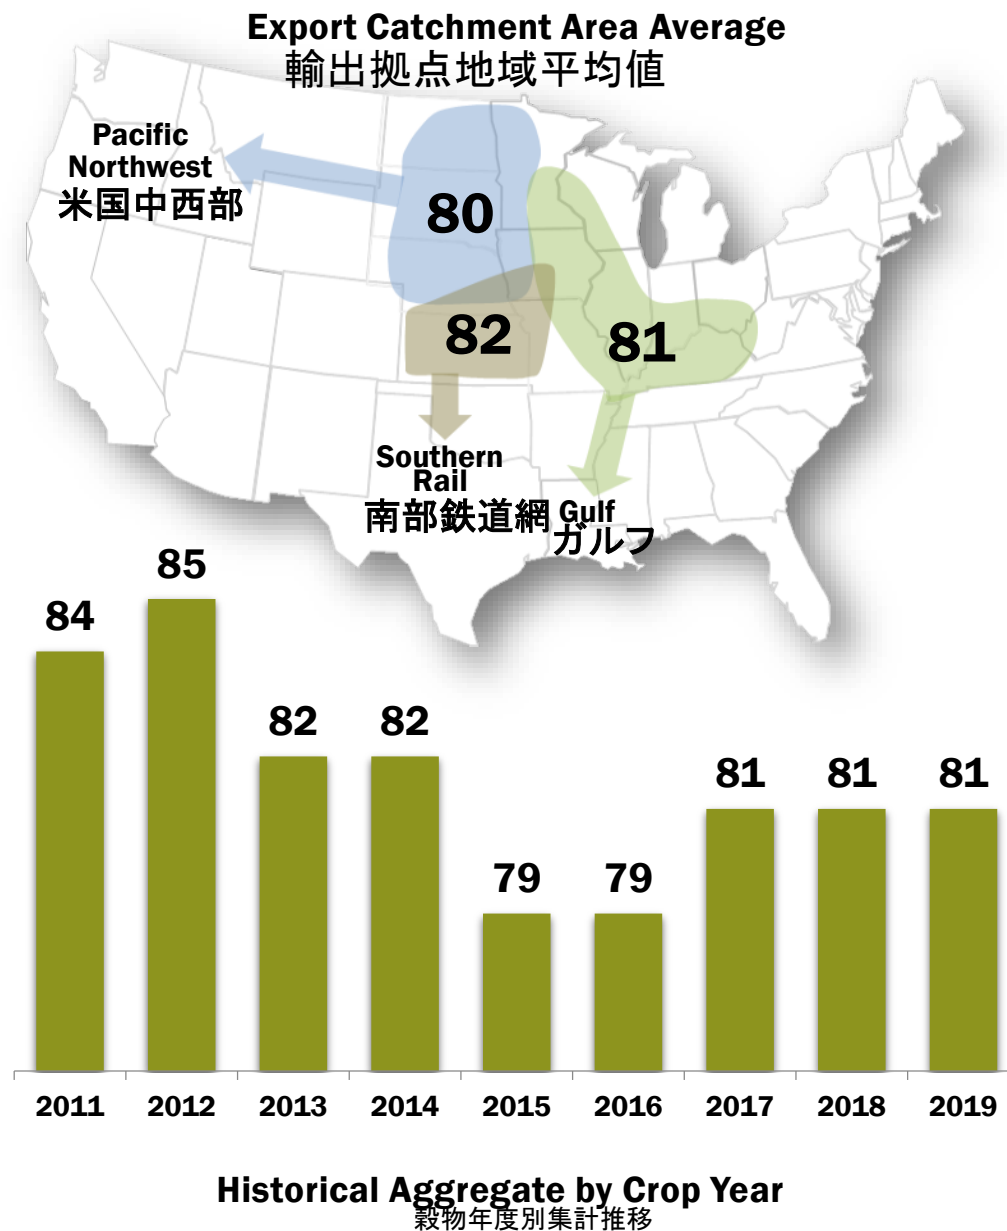 Export Catchment Area Average
輸出拠点地域平均値
Pacific
Northwest
米国中西部
80
82
81
Southern
Rail
南部鉄道網
Gulf
ガルフ
84
85
82
82
79
79
81
81
81
2011
2012
2013
2014
2015
2016
2017
2018
2019
Historical Aggregate by Crop Year
穀物年度別集計推移